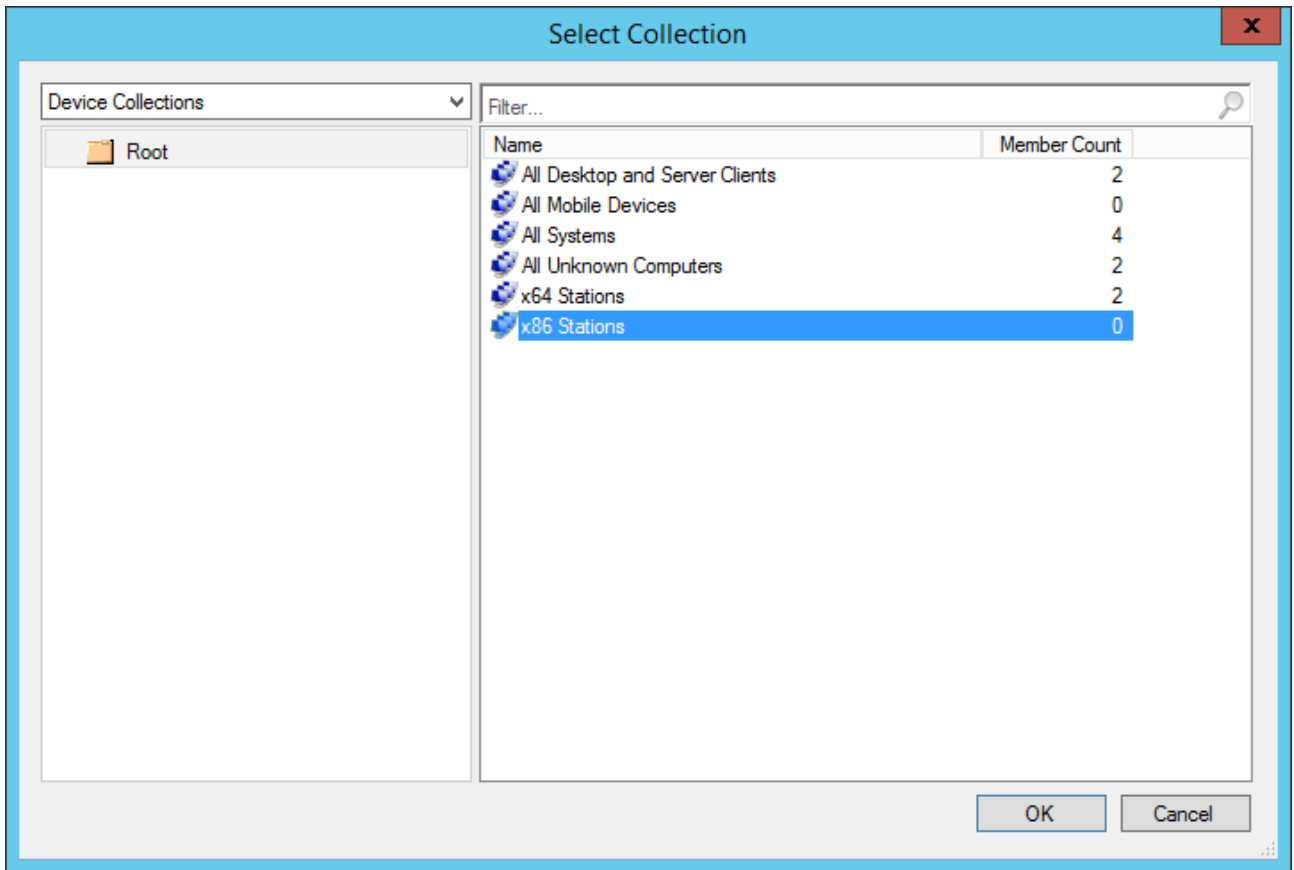 Select Collection
x
Device Collections
Filter...
Root
Name Member Count
All Desktop and Server Clients 2
All Mobile Devices 0
All Systems 4
All Unknown Computers 2
x64 Stations 2
x86 Stations 0
OK Cancel